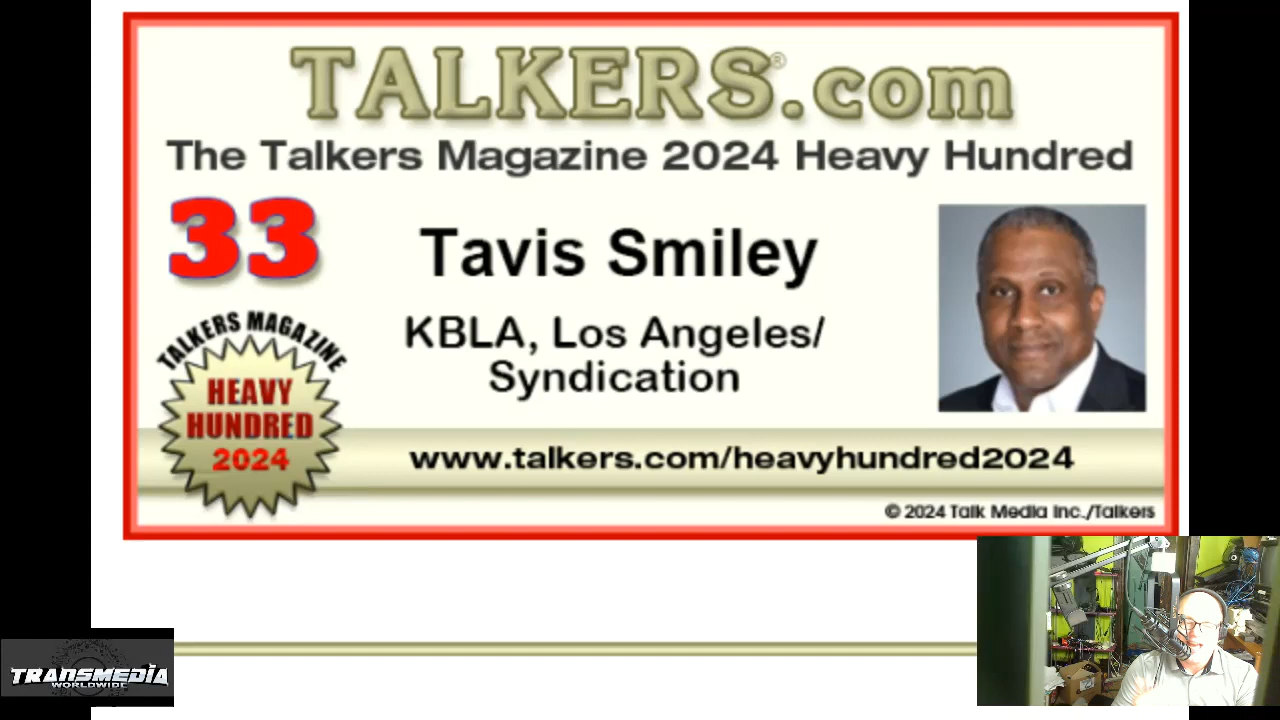 TALKERS®.com
The Talkers Magazine 2024 Heavy Hundred
33
Tavis Smiley
KBLA, Los Angeles/
Syndication
TALKERS MAGAZINE
HEAVY
HUNDRED
2024
www.talkers.com/heavyhundred2024
© 2024 Talk Media Inc./Talkers
TRANSMEDIA
WORLDWIDE